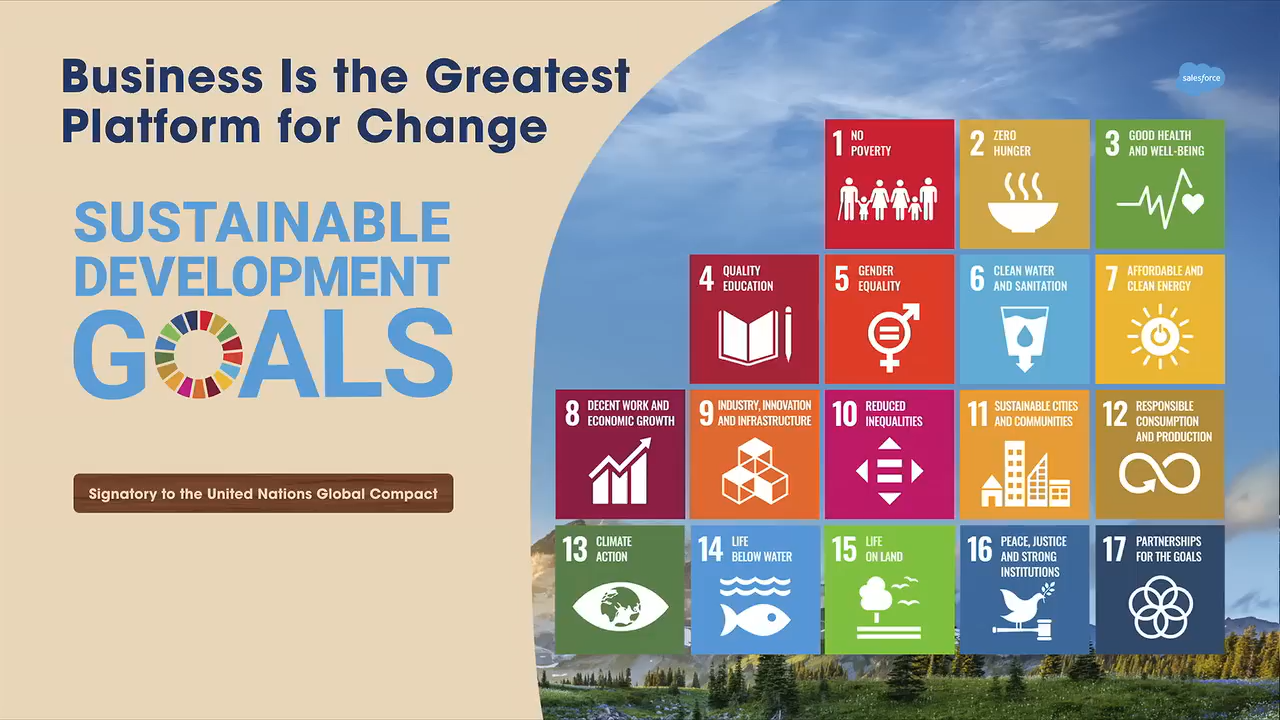 Business Is the Greatest
Platform for Change
SUSTAINABLE
DEVELOPMENT
GOALS
Signatory to the United Nations Global Compact
salesforce
1 NO
POVERTY
2 ZERO
HUNGER
3 GOOD HEALTH
AND WELL-BEING
4 QUALITY
EDUCATION
5 GENDER
EQUALITY
6 CLEAN WATER
AND SANITATION
7 AFFORDABLE AND
CLEAN ENERGY
8 DECENT WORK AND
ECONOMIC GROWTH
9 INDUSTRY, INNOVATION
AND INFRASTRUCTURE
10 REDUCED
INEQUALITIES
11 SUSTAINABLE CITIES
AND COMMUNITIES
12 RESPONSIBLE
CONSUMPTION
AND PRODUCTION
13 CLIMATE
ACTION
14 LIFE
BELOW WATER
15 LIFE
ON LAND
16 PEACE, JUSTICE
AND STRONG
INSTITUTIONS
17 PARTNERSHIPS
FOR THE GOALS